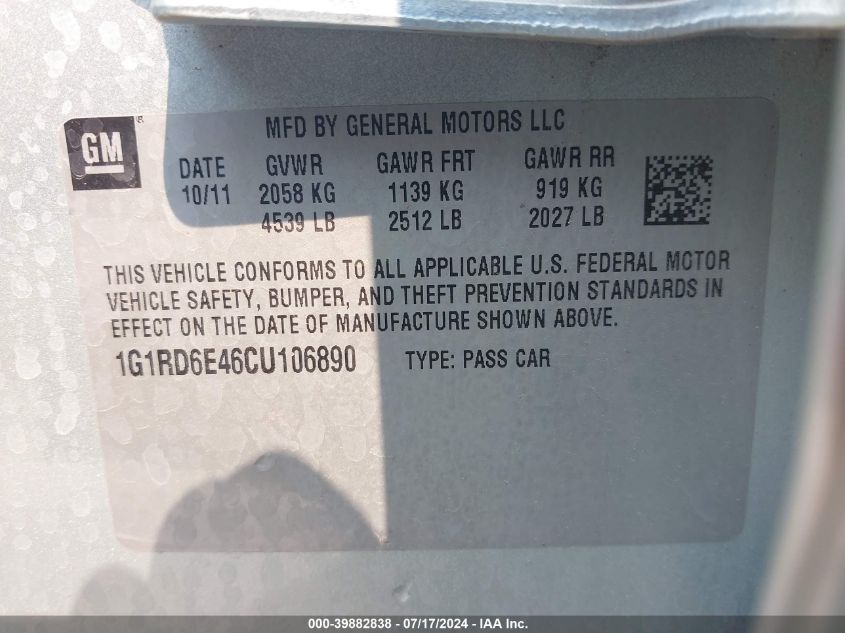 GM
®
MFD BY GENERAL MOTORS LLC
DATE GVWR GAWR FRT GAWR RR
10/11 2058 KG 1139 KG 919 KG
4539 LB 2512 LB 2027 LB
THIS VEHICLE CONFORMS TO ALL APPLICABLE U.S. FEDERAL MOTOR
VEHICLE SAFETY, BUMPER, AND THEFT PREVENTION STANDARDS IN
EFFECT ON THE DATE OF MANUFACTURE SHOWN ABOVE.
1G1RD6E46CU106890 TYPE: PASS CAR
000-39882838 - 07/17/2024 - IAA Inc.